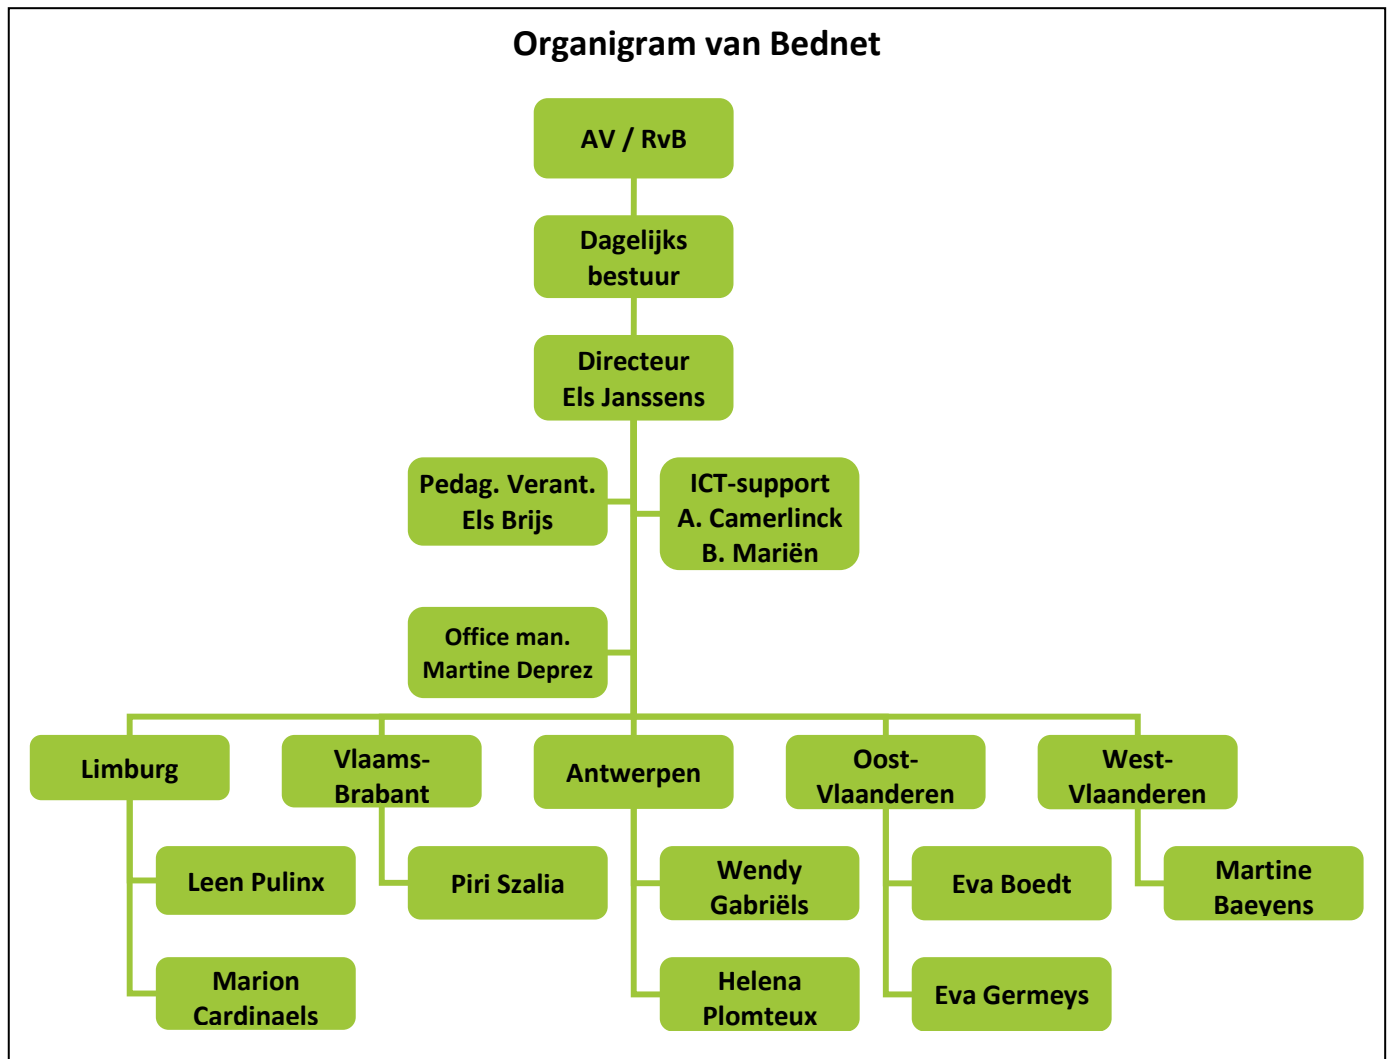 Organigram van Bednet
AV / RvB
Dagelijks
bestuur
Directeur
Els Janssens
Pedag. Verant.
Els Brijs
ICT-support
A. Camerlinck
B. Mariën
Office man.
Martine Deprez
Limburg
Vlaams-
Brabant
Antwerpen
Oost-
Vlaanderen
West-
Vlaanderen
Leen Pulinx
Piri Szalia
Wendy
Gabriëls
Eva Boedt
Martine
Baeyens
Marion
Cardinaels
Helena
Plomteux
Eva Germeys